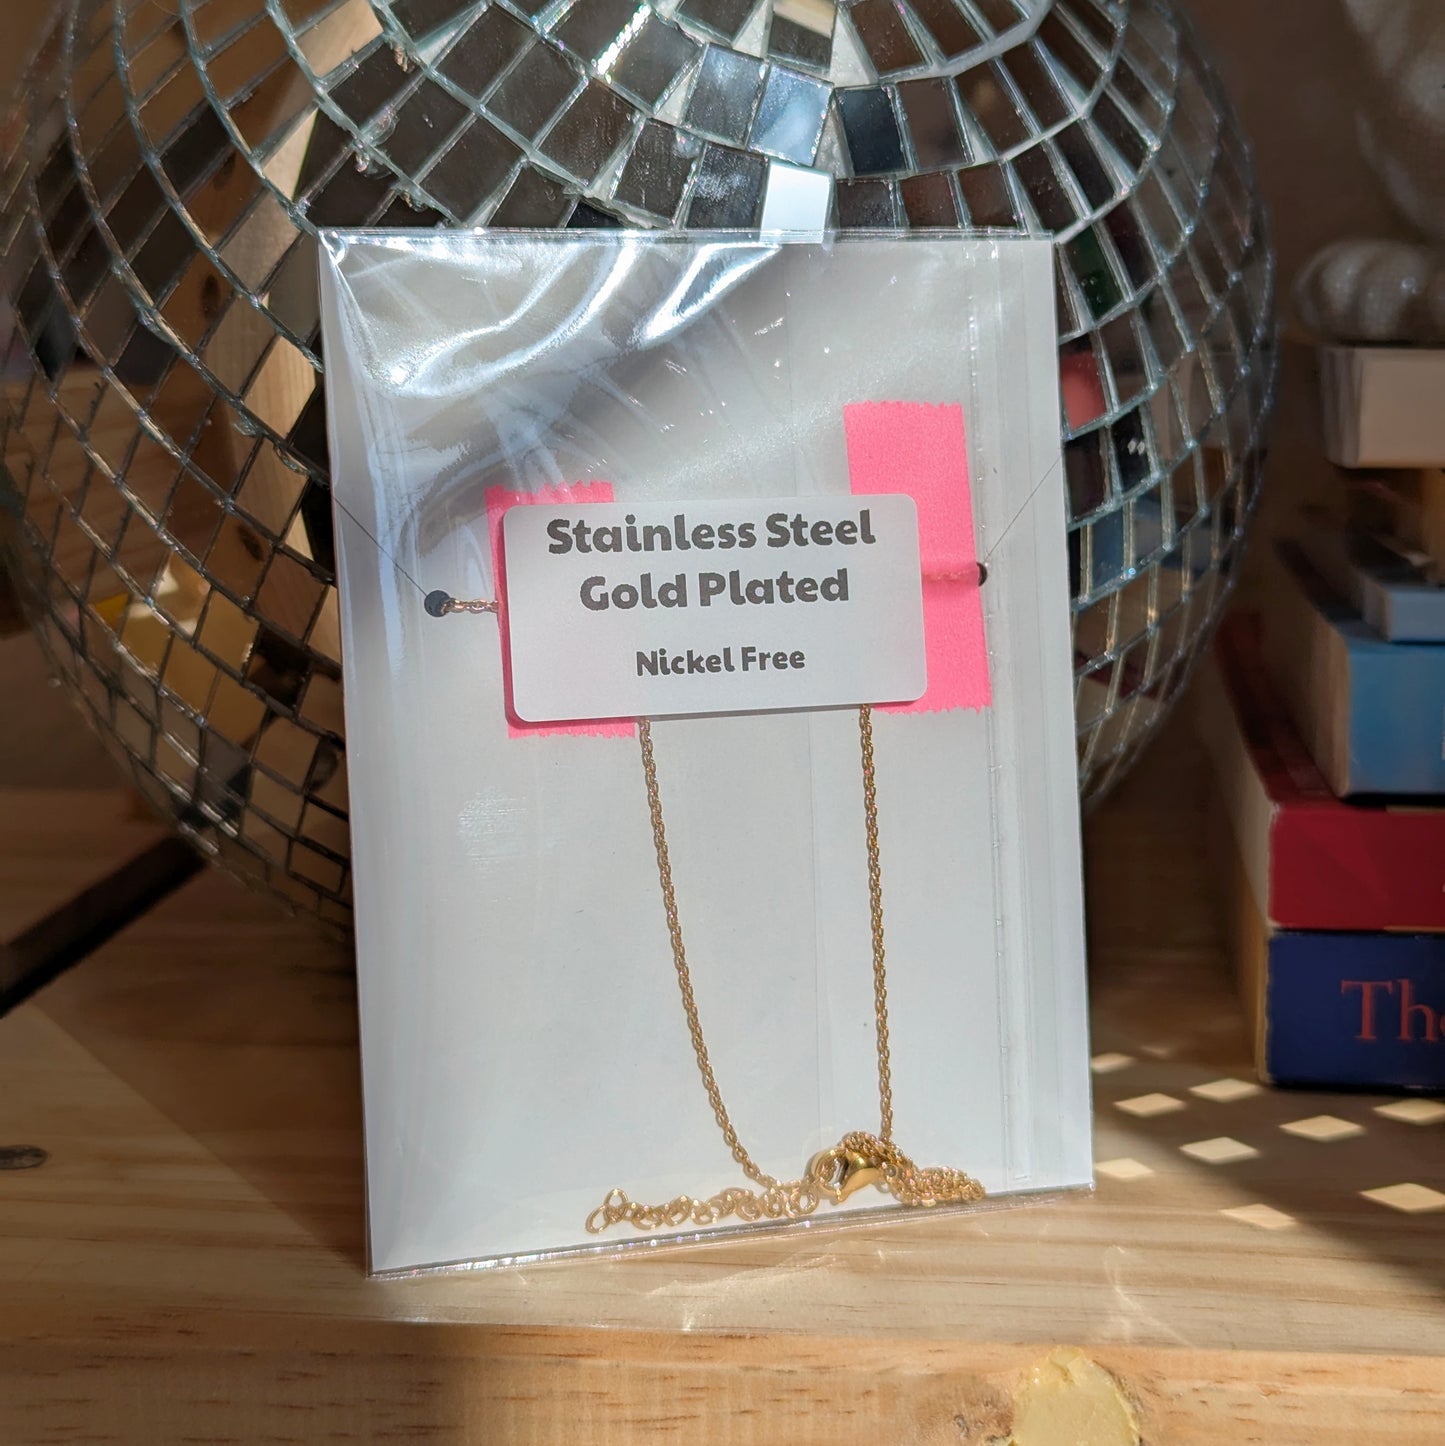 Stainless Steel
Gold Plated
Nickel Free